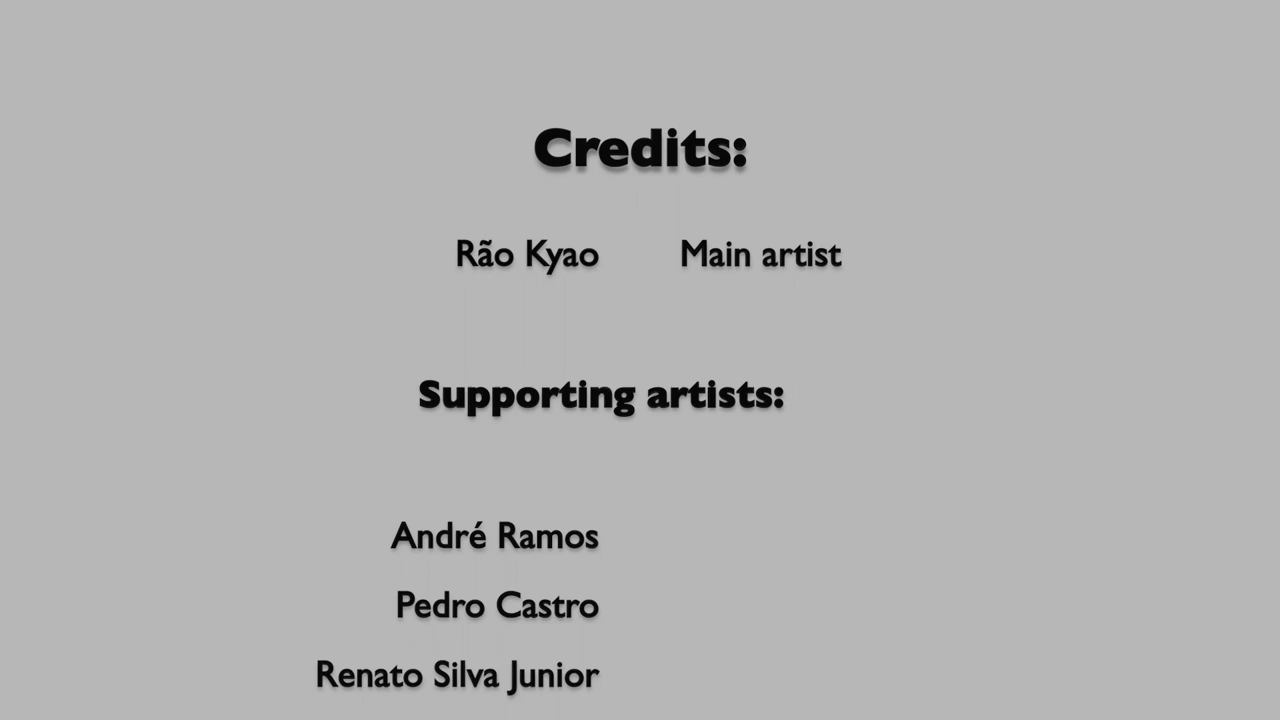 Credits:
Rão Kyao Main artist
Supporting artists:
André Ramos
Pedro Castro
Renato Silva Junior